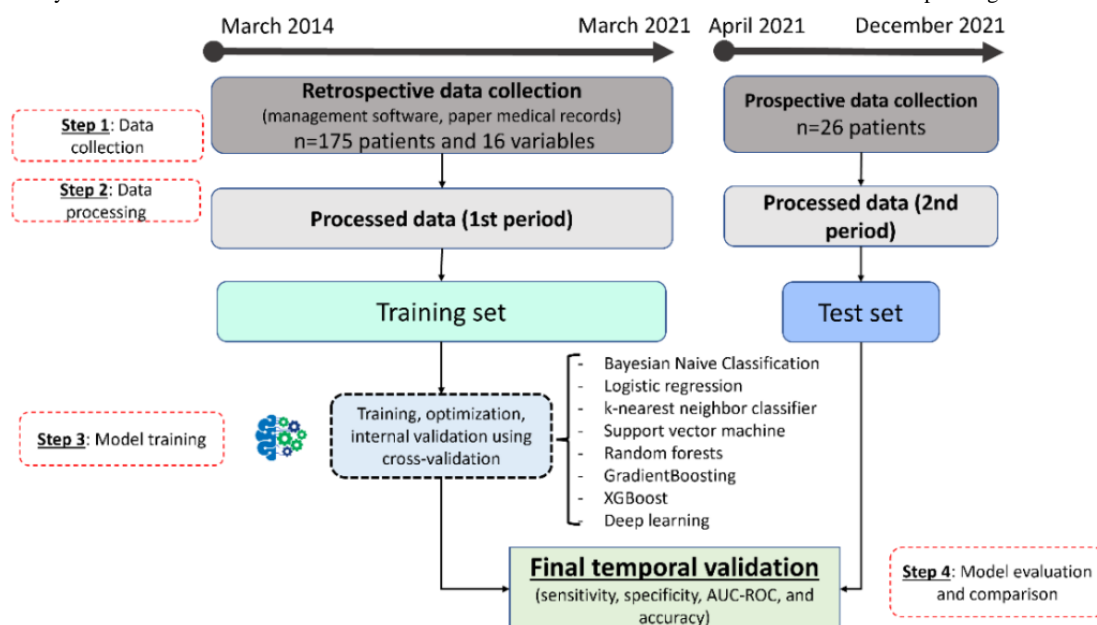 March 2014
March 2021
April 2021
December 2021
Retrospective data collection
(management software, paper medical records)
n=175 patients and 16 variables
Prospective data collection
n=26 patients
Step 1: Data
collection
Step 2: Data
processing
Processed data (1st period)
Processed data (2nd
period)
Training set
Test set
Step 3: Model training
Training, optimization,
internal validation using
cross-validation
- Bayesian Naive Classification
- Logistic regression
- k-nearest neighbor classifier
- Support vector machine
- Random forests
- GradientBoosting
- XGBoost
- Deep learning
Final temporal validation
(sensitivity, specificity, AUC-ROC, and
accuracy)
Step 4: Model evaluation
and comparison